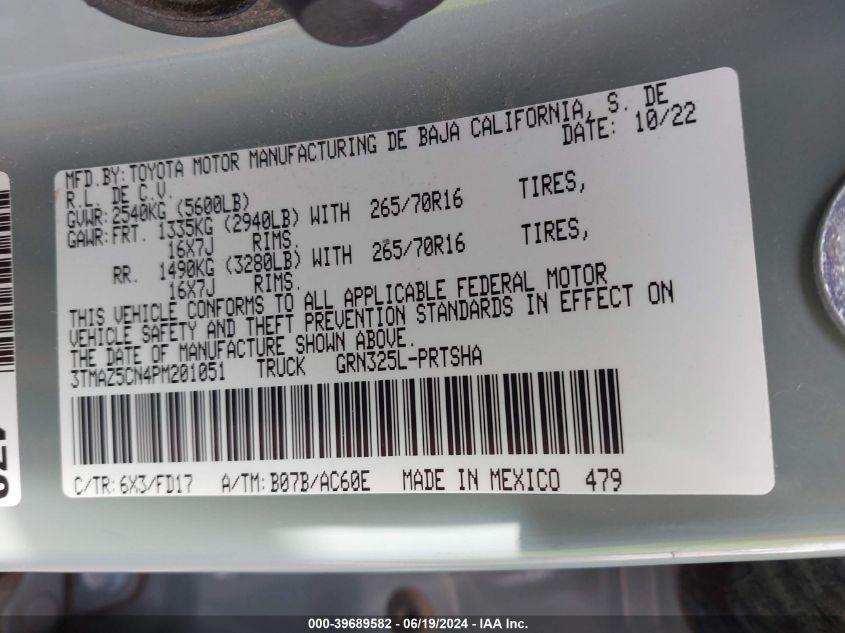 MFD.BY:TOYOTA MOTOR MANUFACTURING DE BAJA CALIFORNIA, S. DE
R.L. DE C.V. DATE: 10/22
GVWR:2540KG (5600LB)
GAWR:FRT. 1335KG (2940LB) WITH 265/70R16 TIRES,
16X7J RIMS.
RR. 1490KG (3280LB) WITH 265/70R16 TIRES,
16X7J RIMS.
THIS VEHICLE CONFORMS TO ALL APPLICABLE FEDERAL MOTOR
VEHICLE SAFETY AND THEFT PREVENTION STANDARDS IN EFFECT ON
THE DATE OF MANUFACTURE SHOWN ABOVE.
3TMAZ5CN4PM201051 TRUCK GRN325L-PRTSHA
C/TR:6X3/FD17 A/TM:B07B/AC60E MADE IN MEXICO 479
000-39689582 - 06/19/2024 - IAA Inc.